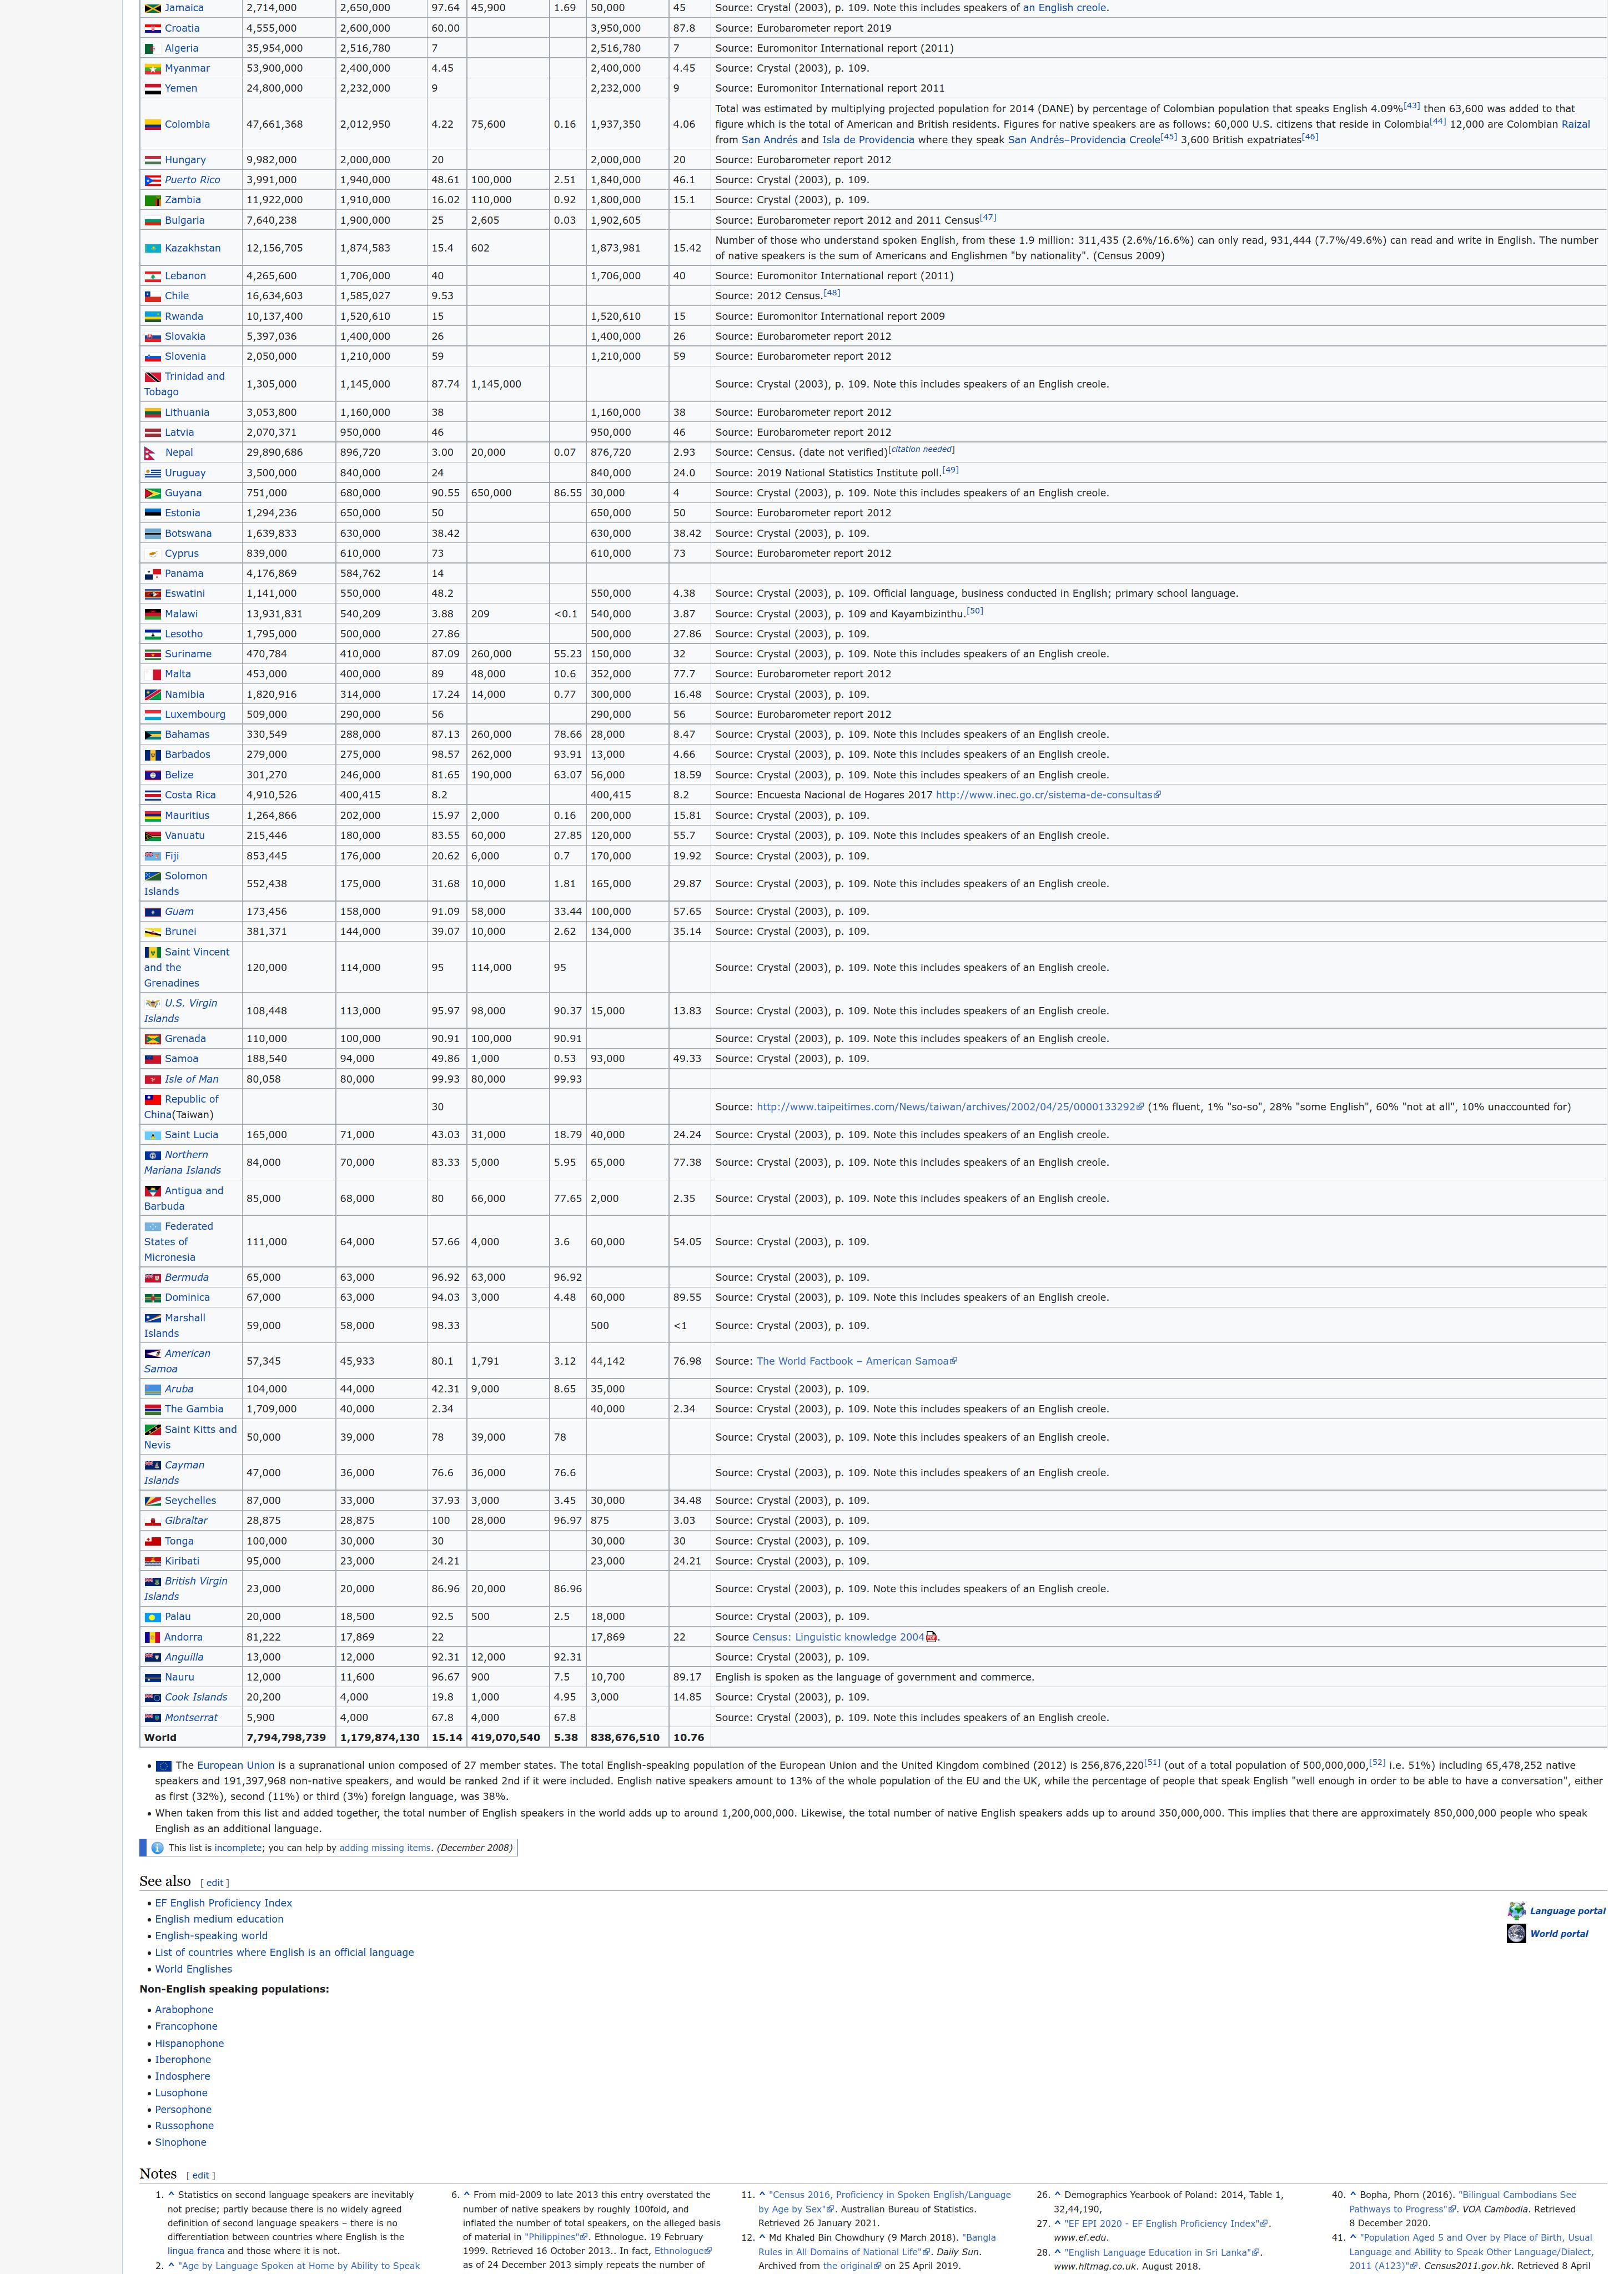 Jamaica 2,714,000 2,650,000 97.64 45,900 1.69 50,000 45 Source: Crystal (2003), p. 109. Note this includes speakers of an English creole.
Croatia 4,555,000 2,600,000 60.00 3,950,000 87.8 Source: Eurobarometer report 2019
Algeria 35,954,000 2,516,780 7 2,516,780 7 Source: Euromonitor International report (2011)
Myanmar 53,900,000 2,400,000 4.45 2,400,000 4.45 Source: Crystal (2003), p. 109.
Yemen 24,800,000 2,232,000 9 2,232,000 9 Source: Euromonitor International report 2011
Colombia 47,661,368 2,012,950 4.22 75,600 0.16 1,937,350 4.06 Total was estimated by multiplying projected population for 2014 (DANE) by percentage of Colombian population that speaks English 4.09%[43] then 63,600 was added to that
figure which is the total of American and British residents. Figures for native speakers are as follows: 60,000 U.S. citizens that reside in Colombia[44] 12,000 are Colombian Raizal
from San Andrés and Isla de Providencia where they speak San Andrés–Providencia Creole[45] 3,600 British expatriates[46]
Hungary 9,982,000 2,000,000 20 2,000,000 20 Source: Eurobarometer report 2012
Puerto Rico 3,991,000 1,940,000 48.61 100,000 2.51 1,840,000 46.1 Source: Crystal (2003), p. 109.
Zambia 11,922,000 1,910,000 16.02 110,000 0.92 1,800,000 15.1 Source: Crystal (2003), p. 109.
Bulgaria 7,640,238 1,900,000 25 2,605 0.03 1,902,605 Source: Eurobarometer report 2012 and 2011 Census[47]
Kazakhstan 12,156,705 1,874,583 15.4 602 1,873,981 15.42 Number of those who understand spoken English, from these 1.9 million: 311,435 (2.6%/16.6%) can only read, 931,444 (7.7%/49.6%) can read and write in English. The number
of native speakers is the sum of Americans and Englishmen "by nationality". (Census 2009)
Lebanon 4,265,600 1,706,000 40 1,706,000 40 Source: Euromonitor International report (2011)
Chile 16,634,603 1,585,027 9.53 Source: 2012 Census.[48]
Rwanda 10,137,400 1,520,610 15 1,520,610 15 Source: Euromonitor International report 2009
Slovakia 5,397,036 1,400,000 26 1,400,000 26 Source: Eurobarometer report 2012
Slovenia 2,050,000 1,210,000 59 1,210,000 59 Source: Eurobarometer report 2012
Trinidad and
Tobago 1,305,000 1,145,000 87.74 1,145,000 Source: Crystal (2003), p. 109. Note this includes speakers of an English creole.
Lithuania 3,053,800 1,160,000 38 1,160,000 38 Source: Eurobarometer report 2012
Latvia 2,070,371 950,000 46 950,000 46 Source: Eurobarometer report 2012
Nepal 29,890,686 896,720 3.00 20,000 0.07 876,720 2.93 Source: Census. (date not verified)[citation needed]
Uruguay 3,500,000 840,000 24 840,000 24.0 Source: 2019 National Statistics Institute poll.[49]
Guyana 751,000 680,000 90.55 650,000 86.55 30,000 4 Source: Crystal (2003), p. 109. Note this includes speakers of an English creole.
Estonia 1,294,236 650,000 50 650,000 50 Source: Eurobarometer report 2012
Botswana 1,639,833 630,000 38.42 630,000 38.42 Source: Crystal (2003), p. 109.
Cyprus 839,000 610,000 73 610,000 73 Source: Eurobarometer report 2012
Panama 4,176,869 584,762 14
Eswatini 1,141,000 550,000 48.2 550,000 4.38 Source: Crystal (2003), p. 109. Official language, business conducted in English; primary school language.
Malawi 13,931,831 540,209 3.88 209 <0.1 540,000 3.87 Source: Crystal (2003), p. 109 and Kayambizinthu.[50]
Lesotho 1,795,000 500,000 27.86 500,000 27.86 Source: Crystal (2003), p. 109.
Suriname 470,784 410,000 87.09 260,000 55.23 150,000 32 Source: Crystal (2003), p. 109. Note this includes speakers of an English creole.
Malta 453,000 400,000 89 48,000 10.6 352,000 77.7 Source: Eurobarometer report 2012
Namibia 1,820,916 314,000 17.24 14,000 0.77 300,000 16.48 Source: Crystal (2003), p. 109.
Luxembourg 509,000 290,000 56 290,000 56 Source: Eurobarometer report 2012
Bahamas 330,549 288,000 87.13 260,000 78.66 28,000 8.47 Source: Crystal (2003), p. 109. Note this includes speakers of an English creole.
Barbados 279,000 275,000 98.57 262,000 93.91 13,000 4.66 Source: Crystal (2003), p. 109. Note this includes speakers of an English creole.
Belize 301,270 246,000 81.65 190,000 63.07 56,000 18.59 Source: Crystal (2003), p. 109. Note this includes speakers of an English creole.
Costa Rica 4,910,526 400,415 8.2 400,415 8.2 Source: Encuesta Nacional de Hogares 2017 http://www.inec.go.cr/sistema-de-consultas
Mauritius 1,264,866 202,000 15.97 2,000 0.16 200,000 15.81 Source: Crystal (2003), p. 109.
Vanuatu 215,446 180,000 83.55 60,000 27.85 120,000 55.7 Source: Crystal (2003), p. 109. Note this includes speakers of an English creole.
Fiji 853,445 176,000 20.62 6,000 0.7 170,000 19.92 Source: Crystal (2003), p. 109.
Solomon
Islands 552,438 175,000 31.68 10,000 1.81 165,000 29.87 Source: Crystal (2003), p. 109. Note this includes speakers of an English creole.
Guam 173,456 158,000 91.09 58,000 33.44 100,000 57.65 Source: Crystal (2003), p. 109.
Brunei 381,371 144,000 39.07 10,000 2.62 134,000 35.14 Source: Crystal (2003), p. 109.
Saint Vincent
and the
Grenadines 120,000 114,000 95 114,000 95 Source: Crystal (2003), p. 109. Note this includes speakers of an English creole.
U.S. Virgin
Islands 108,448 113,000 95.97 98,000 90.37 15,000 13.83 Source: Crystal (2003), p. 109. Note this includes speakers of an English creole.
Grenada 110,000 100,000 90.91 100,000 90.91 Source: Crystal (2003), p. 109. Note this includes speakers of an English creole.
Samoa 188,540 94,000 49.86 1,000 0.53 93,000 49.33 Source: Crystal (2003), p. 109.
Isle of Man 80,058 80,000 99.93 80,000 99.93
Republic of
China(Taiwan) 30 Source: http://www.taipeitimes.com/News/taiwan/archives/2002/04/25/0000133292 (1% fluent, 1% "so-so", 28% "some English", 60% "not at all", 10% unaccounted for)
Saint Lucia 165,000 71,000 43.03 31,000 18.79 40,000 24.24 Source: Crystal (2003), p. 109. Note this includes speakers of an English creole.
Northern
Mariana Islands 84,000 70,000 83.33 5,000 5.95 65,000 77.38 Source: Crystal (2003), p. 109. Note this includes speakers of an English creole.
Antigua and
Barbuda 85,000 68,000 80 66,000 77.65 2,000 2.35 Source: Crystal (2003), p. 109. Note this includes speakers of an English creole.
Federated
States of
Micronesia 111,000 64,000 57.66 4,000 3.6 60,000 54.05 Source: Crystal (2003), p. 109.
Bermuda 65,000 63,000 96.92 63,000 96.92 Source: Crystal (2003), p. 109.
Dominica 67,000 63,000 94.03 3,000 4.48 60,000 89.55 Source: Crystal (2003), p. 109. Note this includes speakers of an English creole.
Marshall
Islands 59,000 58,000 98.33 500 <1 Source: Crystal (2003), p. 109.
American
Samoa 57,345 45,933 80.1 1,791 3.12 44,142 76.98 Source: The World Factbook – American Samoa
Aruba 104,000 44,000 42.31 9,000 8.65 35,000 Source: Crystal (2003), p. 109.
The Gambia 1,709,000 40,000 2.34 40,000 2.34 Source: Crystal (2003), p. 109. Note this includes speakers of an English creole.
Saint Kitts and
Nevis 50,000 39,000 78 39,000 78 Source: Crystal (2003), p. 109. Note this includes speakers of an English creole.
Cayman
Islands 47,000 36,000 76.6 36,000 76.6 Source: Crystal (2003), p. 109. Note this includes speakers of an English creole.
Seychelles 87,000 33,000 37.93 3,000 3.45 30,000 34.48 Source: Crystal (2003), p. 109.
Gibraltar 28,875 28,875 100 28,000 96.97 875 3.03 Source: Crystal (2003), p. 109.
Tonga 100,000 30,000 30 30,000 30 Source: Crystal (2003), p. 109.
Kiribati 95,000 23,000 24.21 23,000 24.21 Source: Crystal (2003), p. 109.
British Virgin
Islands 23,000 20,000 86.96 20,000 86.96 Source: Crystal (2003), p. 109. Note this includes speakers of an English creole.
Palau 20,000 18,500 92.5 500 2.5 18,000 Source: Crystal (2003), p. 109.
Andorra 81,222 17,869 22 17,869 22 Source Census: Linguistic knowledge 2004.
Anguilla 13,000 12,000 92.31 12,000 92.31 Source: Crystal (2003), p. 109.
Nauru 12,000 11,600 96.67 900 7.5 10,700 89.17 English is spoken as the language of government and commerce.
Cook Islands 20,200 4,000 19.8 1,000 4.95 3,000 14.85 Source: Crystal (2003), p. 109.
Montserrat 5,900 4,000 67.8 4,000 67.8 Source: Crystal (2003), p. 109. Note this includes speakers of an English creole.
World 7,794,798,739 1,179,874,130 15.14 419,070,540 5.38 838,676,510 10.76
• The European Union is a supranational union composed of 27 member states. The total English-speaking population of the European Union and the United Kingdom combined (2012) is 256,876,220[51] (out of a total population of 500,000,000,[52] i.e. 51%) including 65,478,252 native
speakers and 191,397,968 non-native speakers, and would be ranked 2nd if it were included. English native speakers amount to 13% of the whole population of the EU and the UK, while the percentage of people that speak English "well enough in order to be able to have a conversation", either
as first (32%), second (11%) or third (3%) foreign language, was 38%.
• When taken from this list and added together, the total number of English speakers in the world adds up to around 1,200,000,000. Likewise, the total number of native English speakers adds up to around 350,000,000. This implies that there are approximately 850,000,000 people who speak
English as an additional language.
This list is incomplete; you can help by adding missing items. (December 2008)
See also [ edit ]
• EF English Proficiency Index
• English medium education
• English-speaking world
• List of countries where English is an official language
• World Englishes
Language portal
World portal
Non-English speaking populations:
• Arabophone
• Francophone
• Hispanophone
• Iberophone
• Indosphere
• Lusophone
• Persophone
• Russophone
• Sinophone
Notes [ edit ]
1. ^ Statistics on second language speakers are inevitably
not precise; partly because there is no widely agreed
definition of second language speakers – there is no
differentiation between countries where English is the
lingua franca and those where it is not.
2. ^ "Age by Language Spoken at Home by Ability to Speak
6. ^ From mid-2009 to late 2013 this entry overstated the
number of native speakers by roughly 100fold, and
inflated the number of total speakers, on the alleged basis
of material in "Philippines". Ethnologue. 19 February
1999. Retrieved 16 October 2013.. In fact, Ethnologue
as of 24 December 2013 simply repeats the number of
11. ^ "Census 2016, Proficiency in Spoken English/Language
by Age by Sex". Australian Bureau of Statistics.
Retrieved 26 January 2021.
12. ^ Md Khaled Bin Chowdhury (9 March 2018). "Bangla
Rules in All Domains of National Life". Daily Sun.
Archived from the original on 25 April 2019.
26. ^ Demographics Yearbook of Poland: 2014, Table 1,
32,44,190,
27. ^ "EF EPI 2020 - EF English Proficiency Index".
www.ef.edu.
28. ^ "English Language Education in Sri Lanka".
www.hltmag.co.uk. August 2018.
40. ^ Bopha, Phorn (2016). "Bilingual Cambodians See
Pathways to Progress". VOA Cambodia. Retrieved
8 December 2020.
41. ^ "Population Aged 5 and Over by Place of Birth, Usual
Language and Ability to Speak Other Language/Dialect,
2011 (A123)". Census2011.gov.hk. Retrieved 8 April